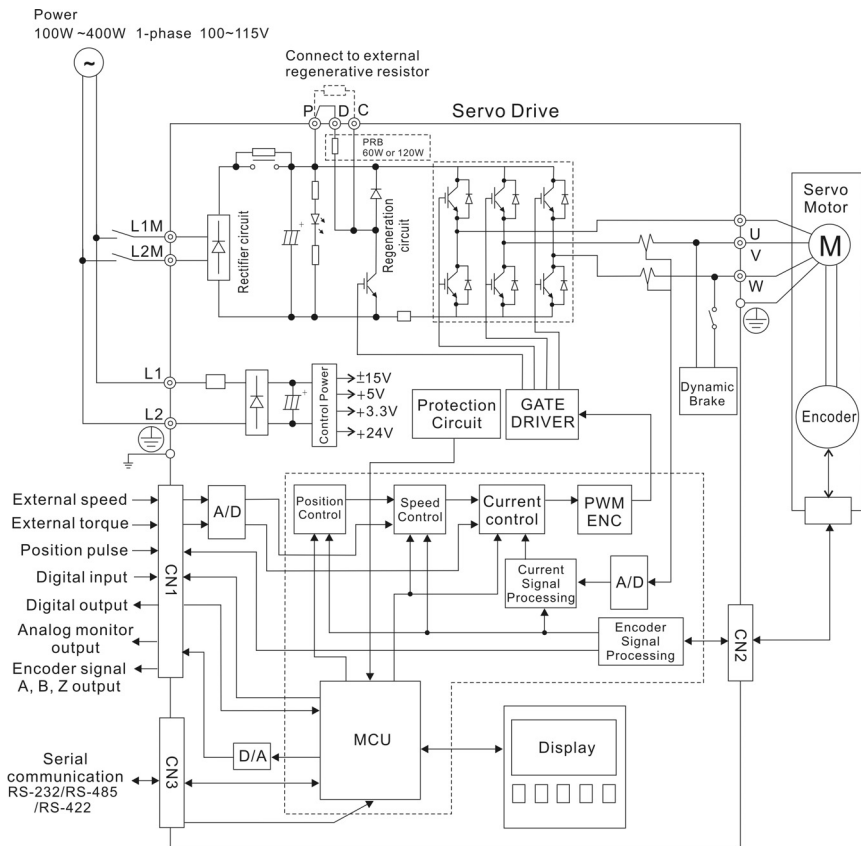 Power
100W ~400W 1-phase 100~115V
~
Connect to external
regenerative resistor
P D C
Servo Drive
PRB
60W or 120W
Servo
Motor
L1M
L2M
Rectifier circuit
+
Regeneration
circuit
U
V
W
M
L1
L2
+
Control Power
±15V
+5V
+3.3V
+24V
Protection
Circuit
GATE
DRIVER
Dynamic
Brake
Encoder
External speed
External torque
Position pulse
Digital input
Digital output
Analog monitor
output
Encoder signal
A, B, Z output
CN1
A/D
Position
Control
Speed
Control
Current
control
PWM
ENC
Current
Signal
Processing
A/D
Encoder
Signal
Processing
CN2
MCU
D/A
Display
Serial
communication
RS-232/RS-485
/RS-422
CN3